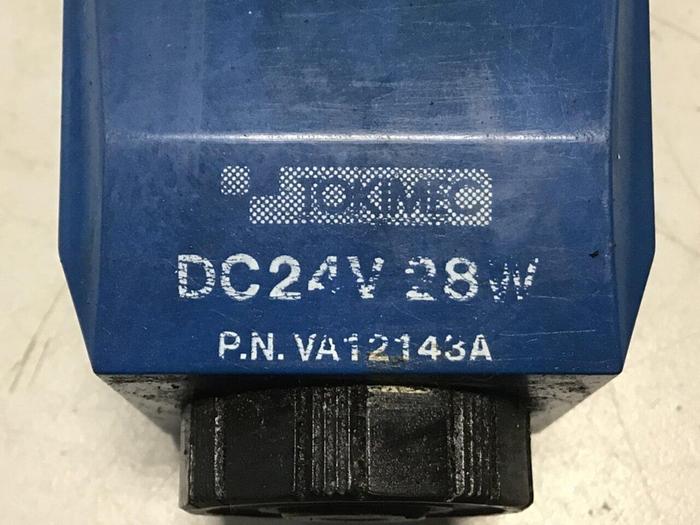 TOKIMEC
DC24V 28W
P.N. VA12143A